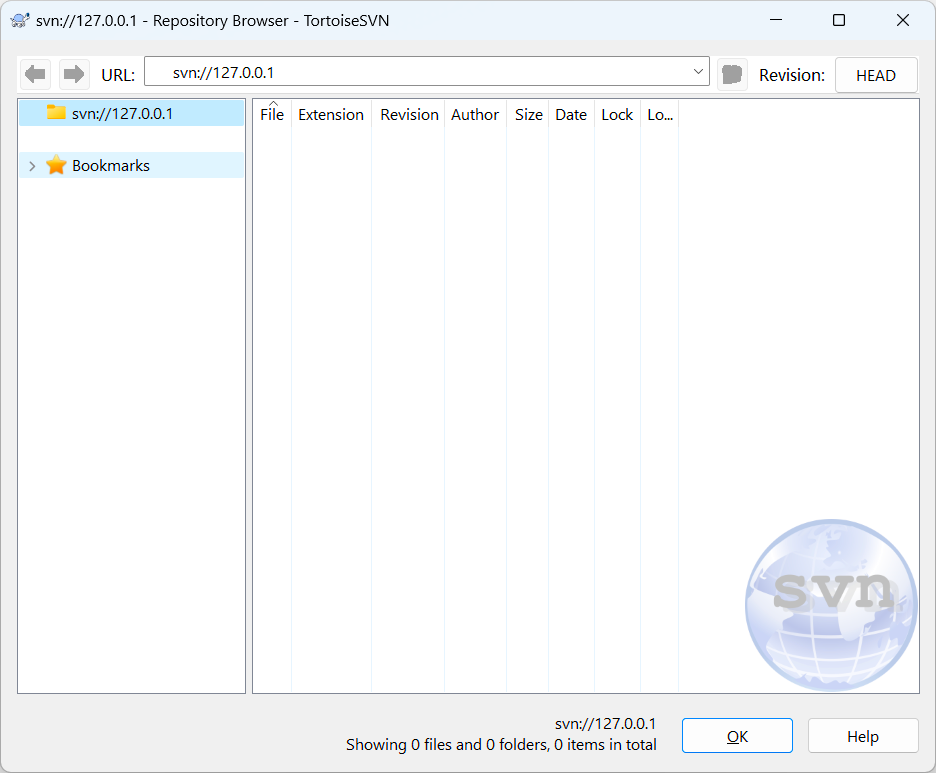 svn://127.0.0.1 - Repository Browser - TortoiseSVN
URL: svn://127.0.0.1 Revision: HEAD
svn://127.0.0.1
Bookmarks
File Extension Revision Author Size Date Lock Lo...
svn
svn://127.0.0.1
Showing 0 files and 0 folders, 0 items in total
OK Help